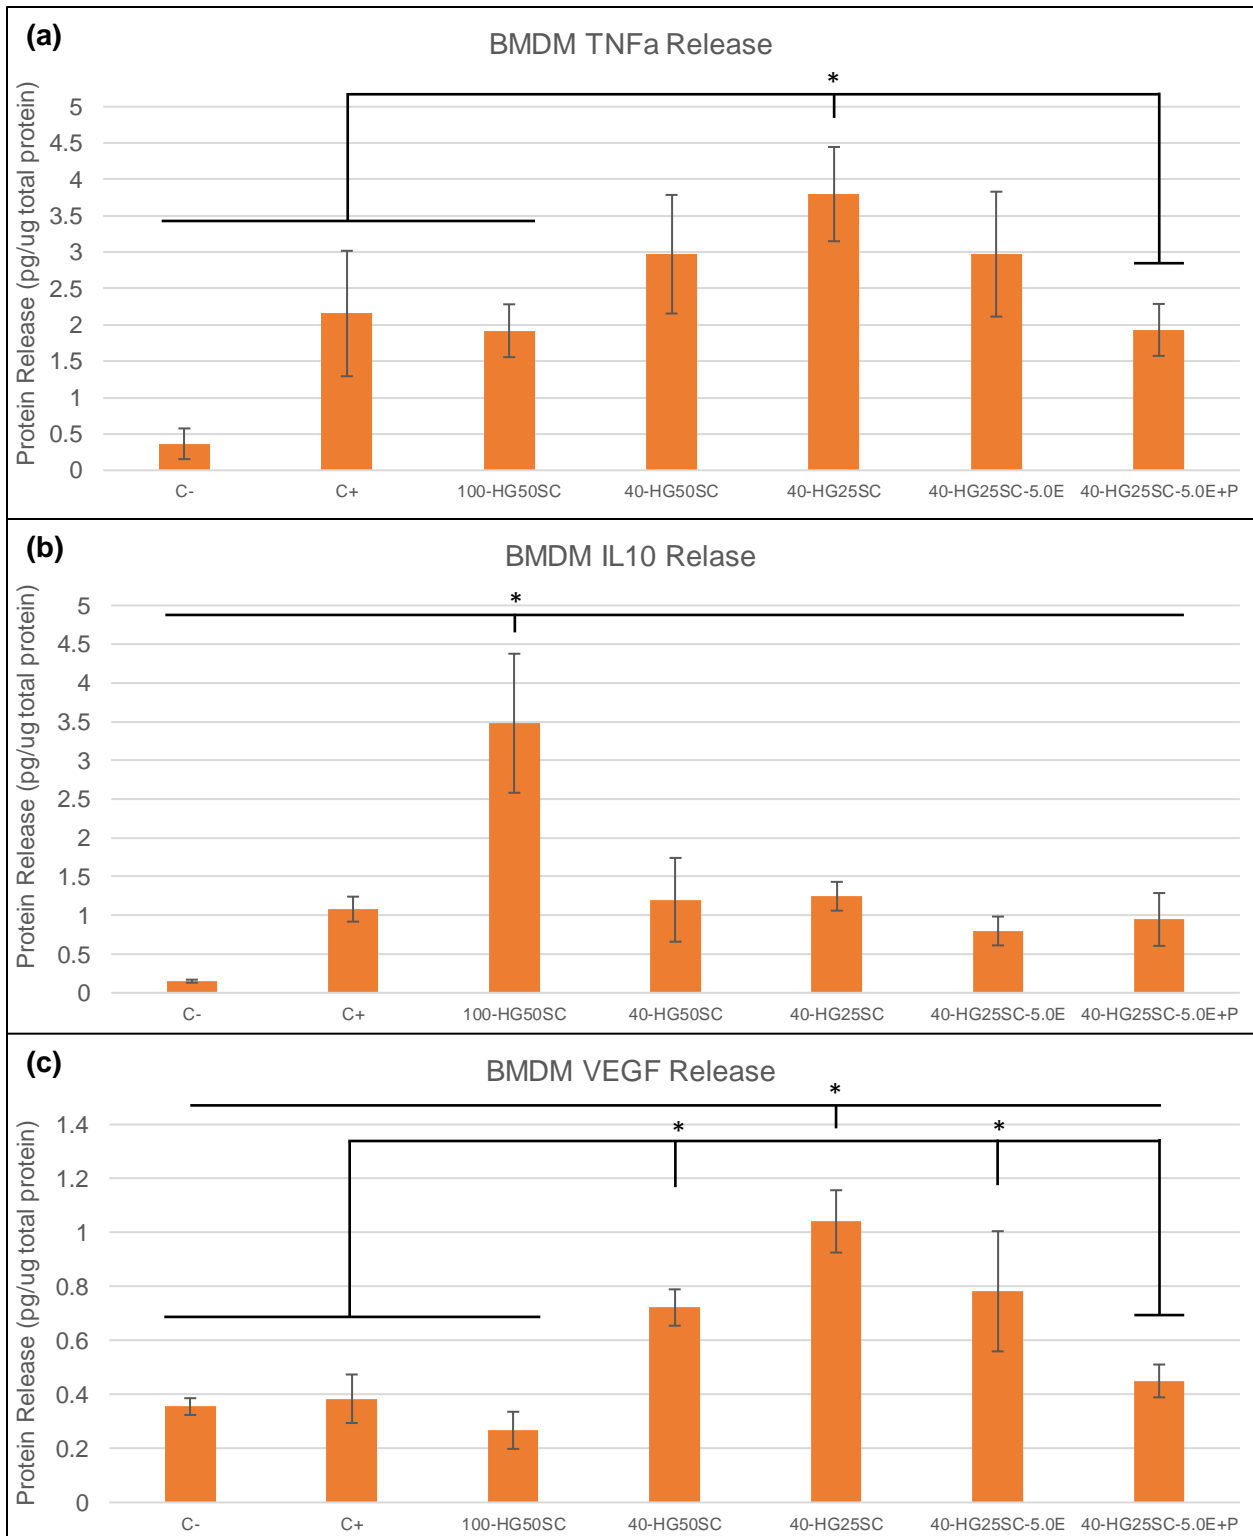 (a)
BMDM TNFa Release
*
Protein Release (pg/ug total protein)
5
4.5
4
3.5
3
2.5
2
1.5
1
0.5
0
C- C+ 100-HG50SC 40-HG50SC 40-HG25SC 40-HG25SC-5.0E 40-HG25SC-5.0E+P
(b)
BMDM IL10 Relase
*
Protein Release (pg/ug total protein)
5
4.5
4
3.5
3
2.5
2
1.5
1
0.5
0
C- C+ 100-HG50SC 40-HG50SC 40-HG25SC 40-HG25SC-5.0E 40-HG25SC-5.0E+P
(c)
BMDM VEGF Release
*
* *
Protein Release (pg/ug total protein)
1.4
1.2
1
0.8
0.6
0.4
0.2
0
C- C+ 100-HG50SC 40-HG50SC 40-HG25SC 40-HG25SC-5.0E 40-HG25SC-5.0E+P